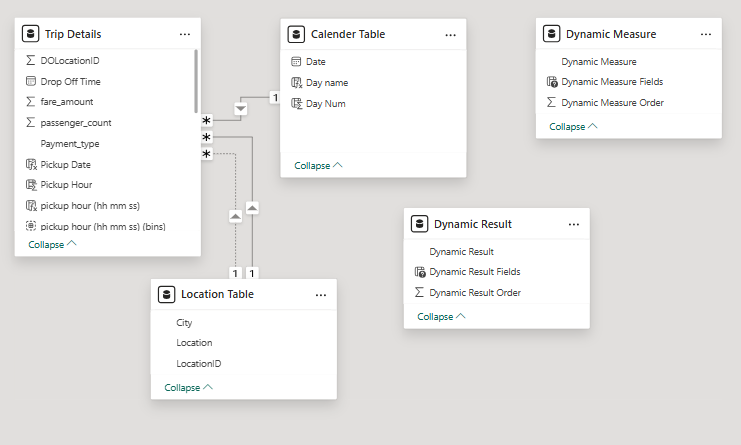 Trip Details
DOLocationID
Drop Off Time
fare_amount
passenger_count
Payment_type
Pickup Date
Pickup Hour
pickup hour (hh mm ss)
pickup hour (hh mm ss) (bins)
Collapse
Calender Table
Date
Day name
Day Num
Collapse
Dynamic Measure
Dynamic Measure
Dynamic Measure Fields
Dynamic Measure Order
Collapse
1
*
*
*
Dynamic Result
Dynamic Result
Dynamic Result Fields
Dynamic Result Order
Collapse
1
1
Location Table
City
Location
LocationID
Collapse